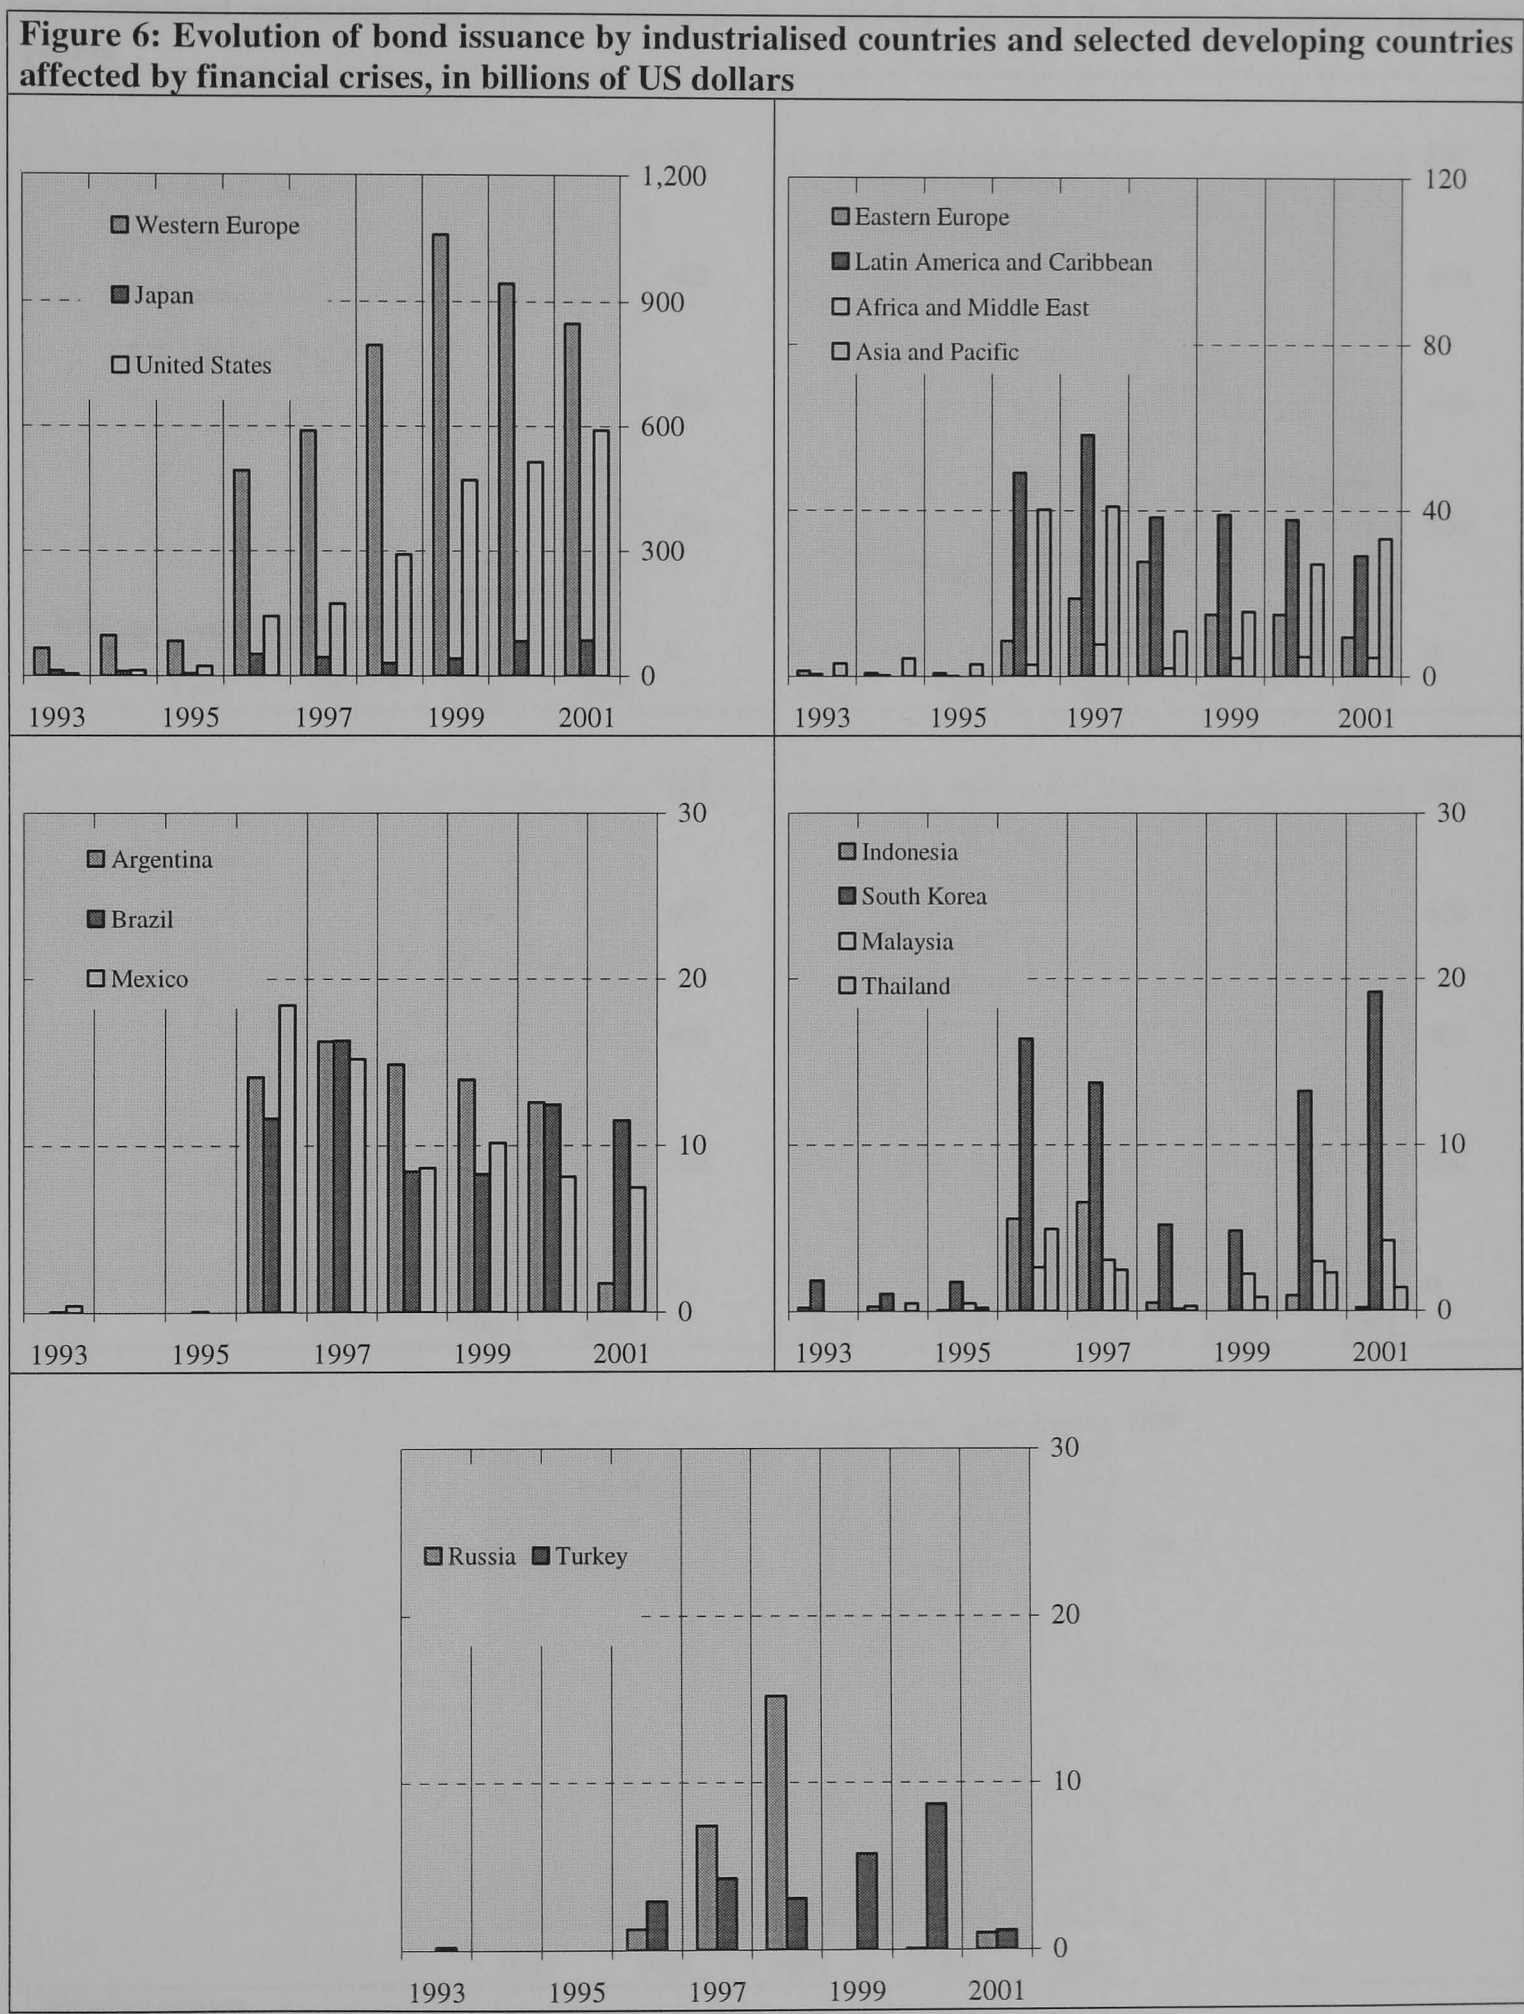 Figure 6: Evolution of bond issuance by industrialised countries and selected developing countries
affected by financial crises, in billions of US dollars
1,200
Western Europe
Japan
900
United States
600
300
0
1993 1995 1997 1999 2001
120
Eastern Europe
Latin America and Caribbean
Africa and Middle East
Asia and Pacific
80
40
0
1993 1995 1997 1999 2001
30
Argentina
Brazil
Mexico
20
10
0
1993 1995 1997 1999 2001
30
Indonesia
South Korea
Malaysia
Thailand
20
10
0
1993 1995 1997 1999 2001
30
Russia Turkey
20
10
0
1993 1995 1997 1999 2001